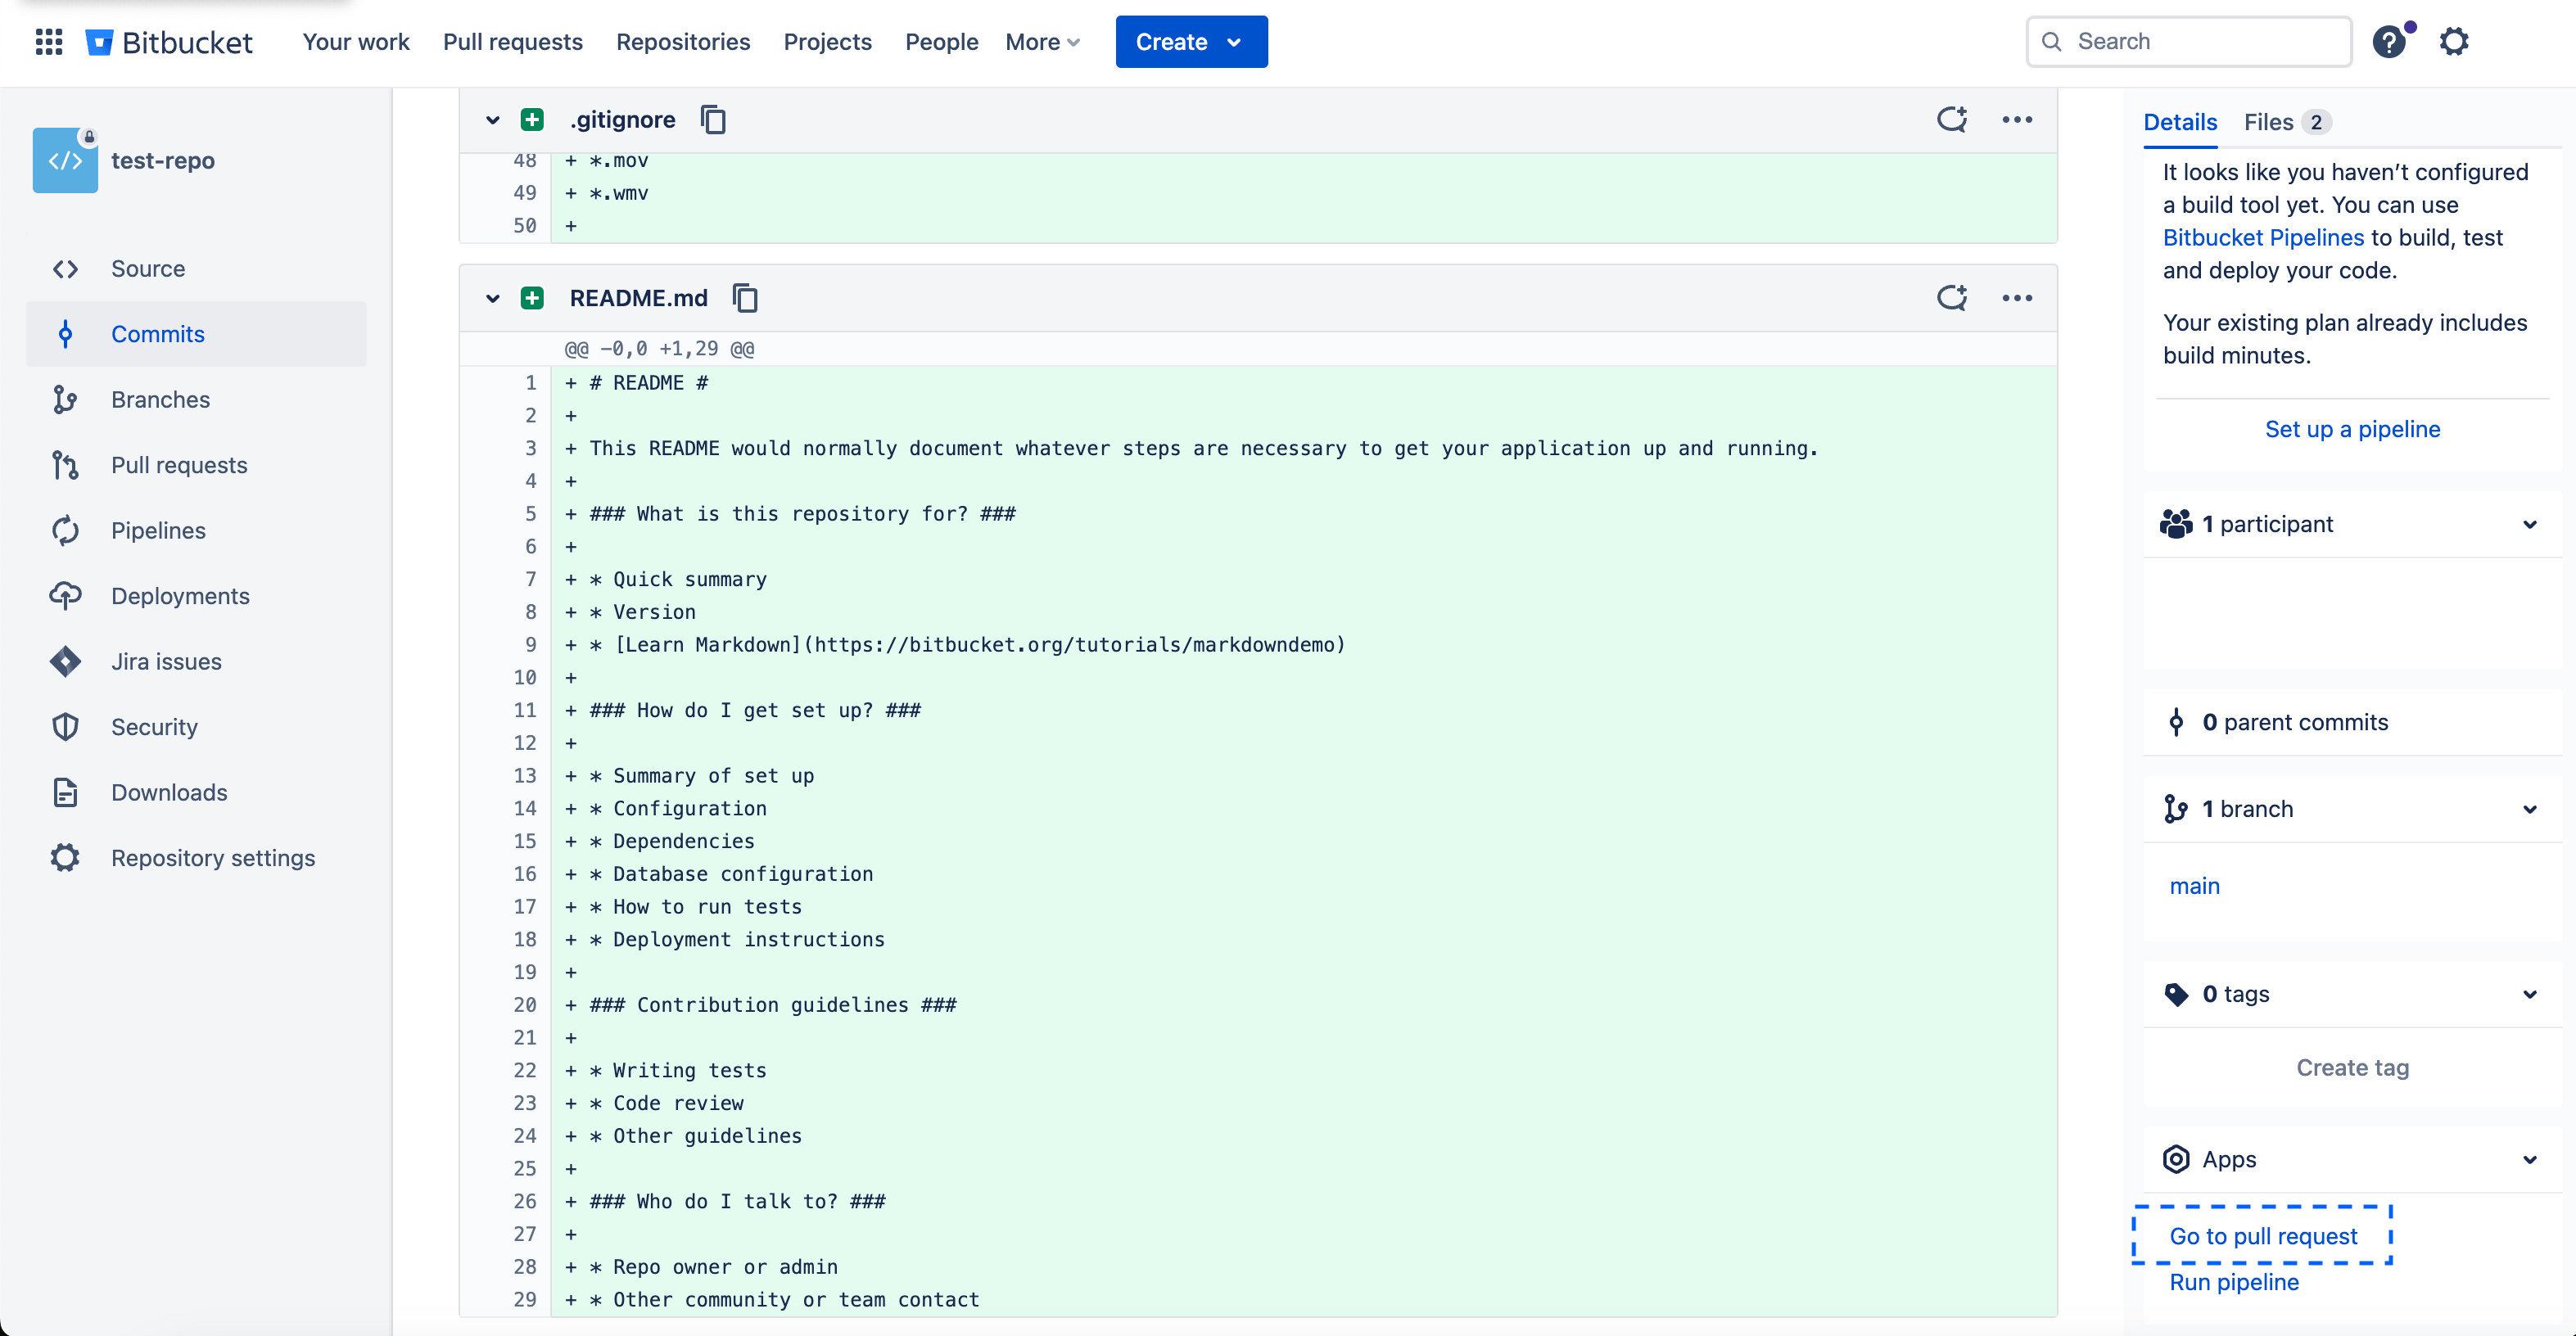 Bitbucket
Your work
Pull requests
Repositories
Projects
People
More
Create
Search
?
test-repo
Source
Commits
Branches
Pull requests
Pipelines
Deployments
Jira issues
Security
Downloads
Repository settings
.gitignore
48 + *.mov
49 + *.wmv
50 +
README.md
@@ -0,0 +1,29 @@
1 + # README #
2 +
3 + This README would normally document whatever steps are necessary to get your application up and running.
4 +
5 + ### What is this repository for? ###
6 +
7 + * Quick summary
8 + * Version
9 + * [Learn Markdown](https://bitbucket.org/tutorials/markdowndemo)
10 +
11 + ### How do I get set up? ###
12 +
13 + * Summary of set up
14 + * Configuration
15 + * Dependencies
16 + * Database configuration
17 + * How to run tests
18 + * Deployment instructions
19 +
20 + ### Contribution guidelines ###
21 +
22 + * Writing tests
23 + * Code review
24 + * Other guidelines
25 +
26 + ### Who do I talk to? ###
27 +
28 + * Repo owner or admin
29 + * Other community or team contact
Details
Files 2
It looks like you haven’t configured
a build tool yet. You can use
Bitbucket Pipelines to build, test
and deploy your code.
Your existing plan already includes
build minutes.
Set up a pipeline
1 participant
0 parent commits
1 branch
main
0 tags
Create tag
Apps
Go to pull request
Run pipeline